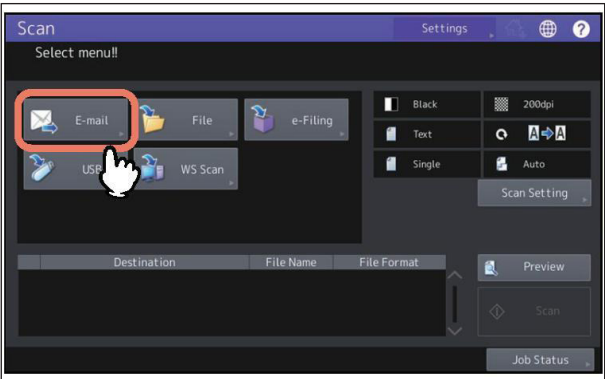 Scan
Settings
?
Select menu!!
E-mail
File
e-Filing
USB
WS Scan
Black
200dpi
Text
A A
Single
Auto
Scan Setting
Destination
File Name
File Format
Preview
Scan
Job Status